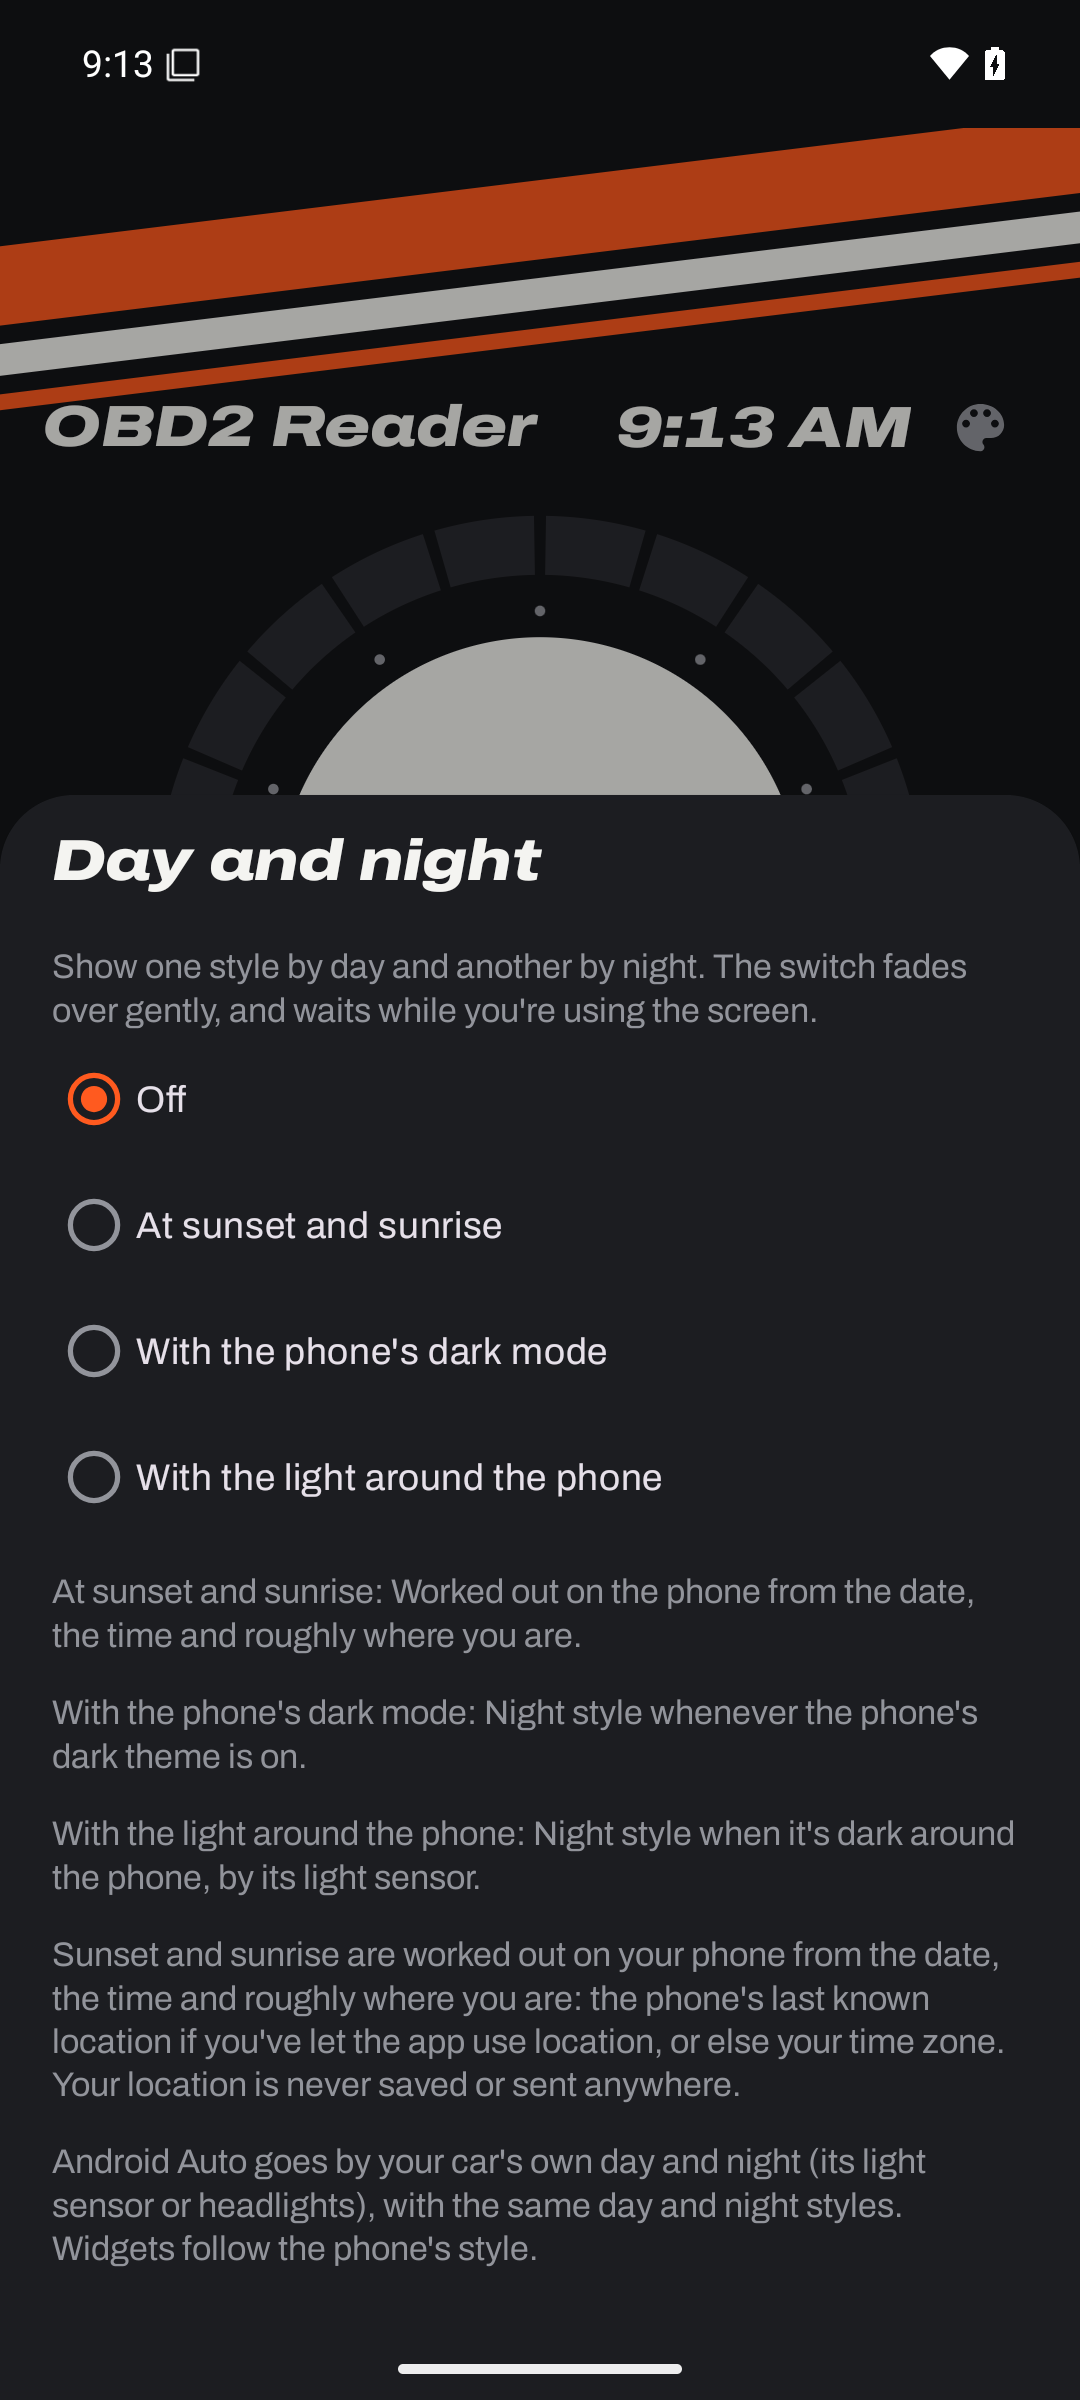 9:13
OBD2 Reader 9:13 AM
Day and night
Show one style by day and another by night. The switch fades
over gently, and waits while you're using the screen.
Off
At sunset and sunrise
With the phone's dark mode
With the light around the phone
At sunset and sunrise: Worked out on the phone from the date,
the time and roughly where you are.
With the phone's dark mode: Night style whenever the phone's
dark theme is on.
With the light around the phone: Night style when it's dark around
the phone, by its light sensor.
Sunset and sunrise are worked out on your phone from the date,
the time and roughly where you are: the phone's last known
location if you've let the app use location, or else your time zone.
Your location is never saved or sent anywhere.
Android Auto goes by your car's own day and night (its light
sensor or headlights), with the same day and night styles.
Widgets follow the phone's style.